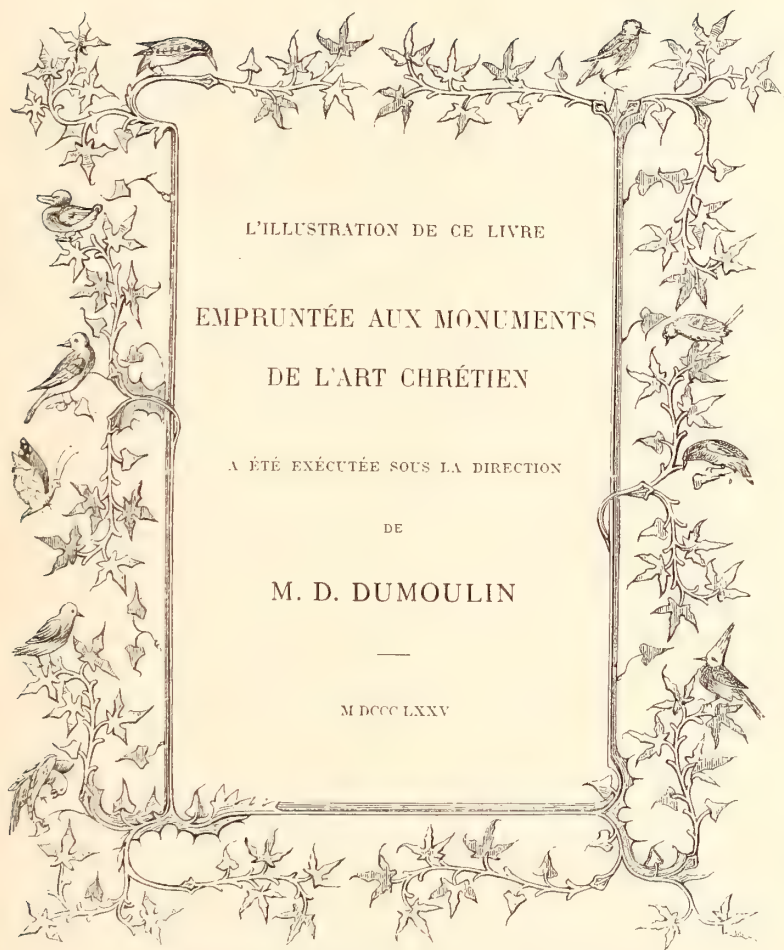 L'ILLUSTRATION DE CE LIVRE
EMPRUNTÉE AUX MONUMENTS
DE L'ART CHRÉTIEN
A ÉTÉ EXÉCUTÉE SOUS LA DIRECTION
DE
M. D. DUMOULIN
M DCCC LXXV